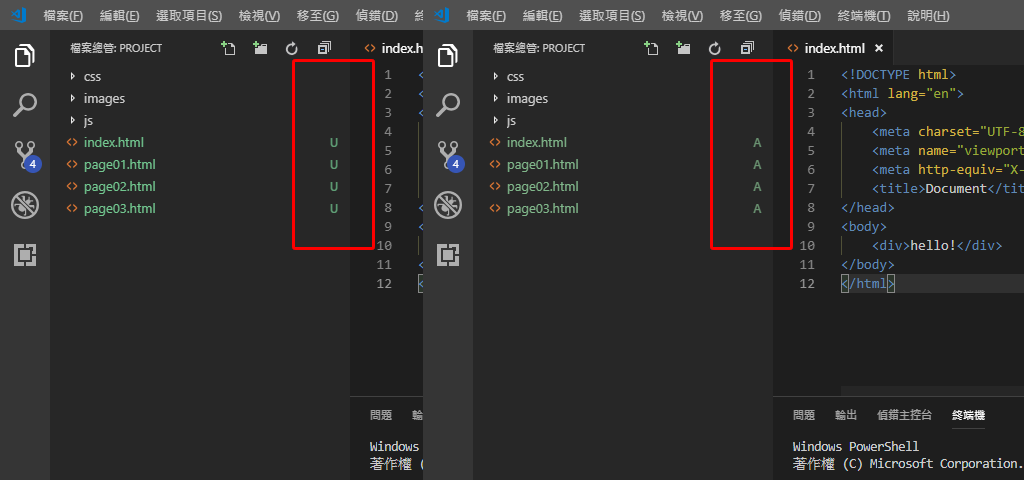 檔案(F) 編輯(E) 選取項目(S) 檢視(V) 移至(G) 偵錯(D) 終
檔案總管: PROJECT
index.h
css
images
js
index.html U
page01.html U
page02.html U
page03.html U
1 <
2 <
3 <
4
5
6
7
8 <
9 <
10
11 <
12 <
4
問題 輸
Windows
著作權 (
檔案(F) 編輯(E) 選取項目(S) 檢視(V) 移至(G) 偵錯(D) 終端機(T) 說明(H)
檔案總管: PROJECT
index.html ×
css
images
js
index.html A
page01.html A
page02.html A
page03.html A
4
1 <!DOCTYPE html>
2 <html lang="en">
3 <head>
4 <meta charset="UTF-8
5 <meta name="viewport
6 <meta http-equiv="X-
7 <title>Document</tit
8 </head>
9 <body>
10 <div>hello!</div>
11 </body>
12 </html>
問題 輸出 偵錯主控台 終端機
Windows PowerShell
著作權 (C) Microsoft Corporation.